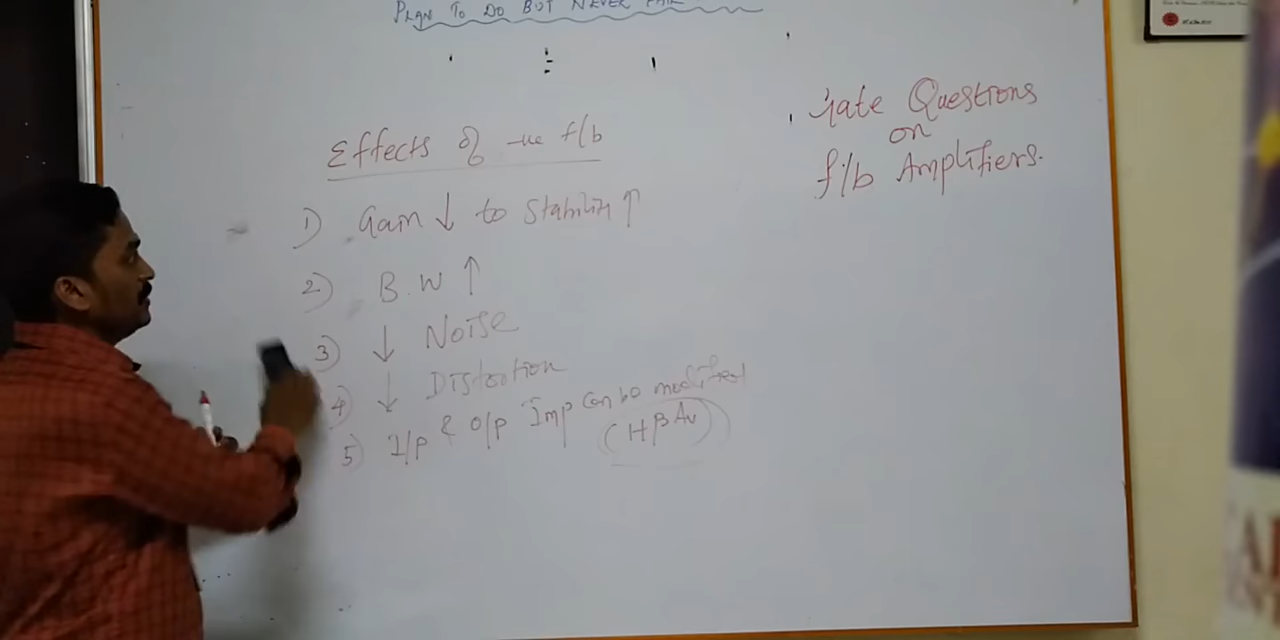 PLAN TO DO BUT NEVER FAIL
Effects of -ve f/b
1) Gain ↓ to Stability ↑
2) B.W ↑
3) ↓ Noise
4) ↓ Distortion
5) I/p & O/p Imp Can be modified
(1+βAv)
Gate Questions
on
f/b Amplifiers.